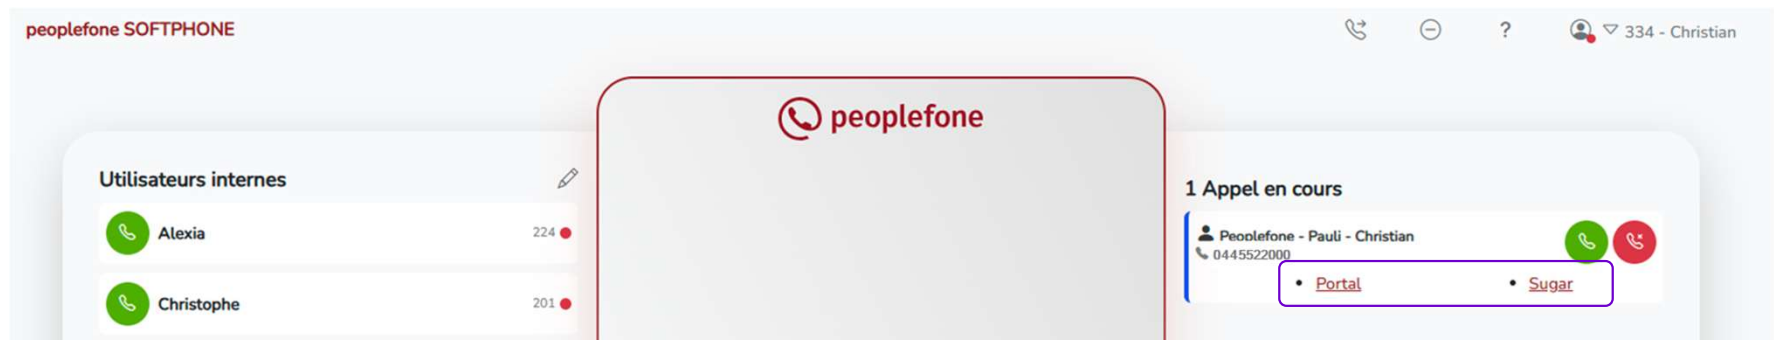 peoplefone SOFTPHONE
? 334 - Christian
peoplefone
Utilisateurs internes
Alexia 224
Christophe 201
1 Appel en cours
Peoplefone - Pauli - Christian
0445522000
• Portal • Sugar